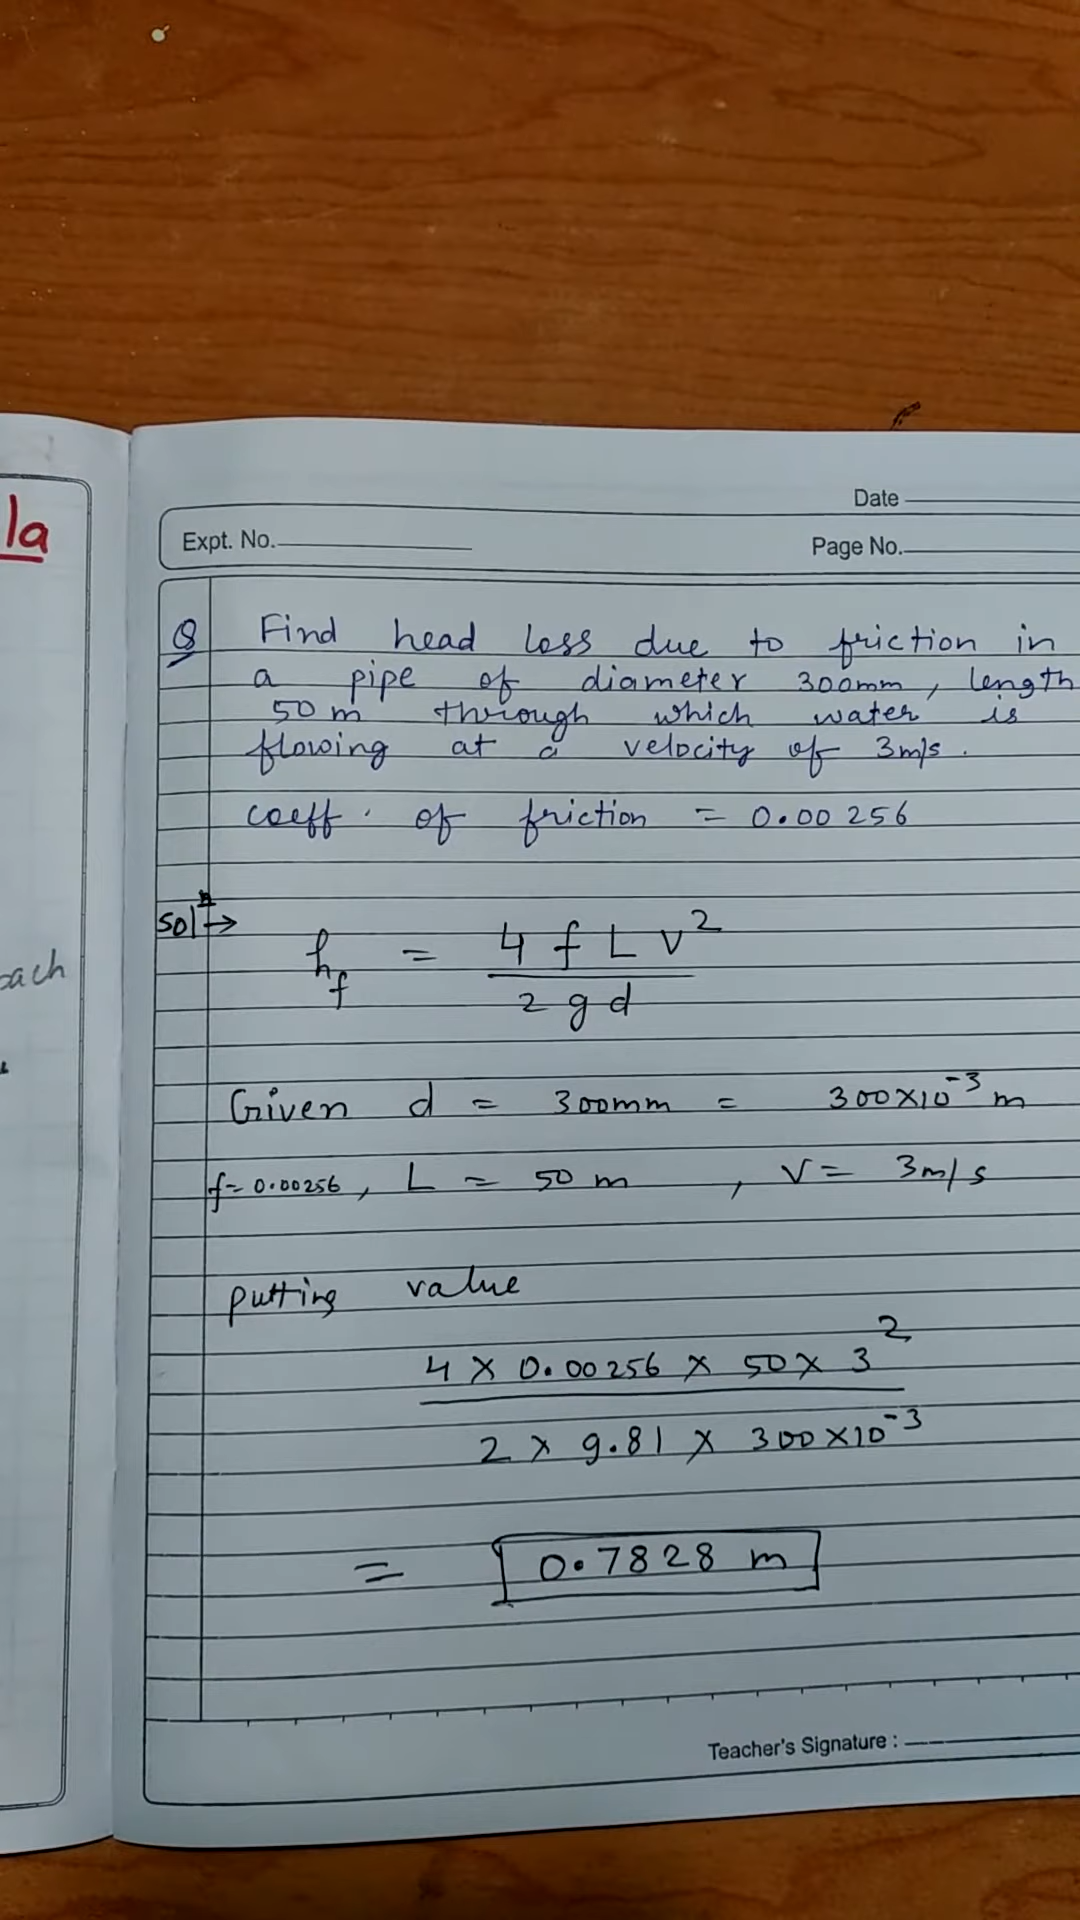 la
bach
Date
Expt. No.
Page No.
Q Find head loss due to friction in
a pipe of diameter 300mm, length
50 m through which water is
flowing at a velocity of 3m/s.
coeff. of friction = 0.00256
Solⁿ→
h_f = 4 f L v²
2 g d
Given d = 300mm = 300×10⁻³ m
f=0.00256, L = 50 m, V = 3m/s
putting value
4 × 0.00256 × 50 × 3²
2 × 9.81 × 300×10⁻³
= 0.7828 m
Teacher's Signature :